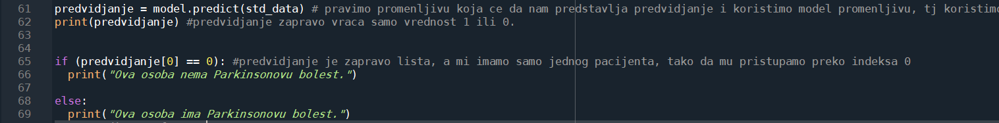 61 predvidjanje = model.predict(std_data) # pravimo promenljivu koja ce da nam predstavlja predvidjanje i koristimo model promenljivu, tj koristimo
62 print(predvidjanje) #predvidjanje zapravo vraca samo vrednost 1 ili 0.
63
64
65 if (predvidjanje[0] == 0): #predvidjanje je zapravo lista, a mi imamo samo jednog pacijenta, tako da mu pristupamo preko indeksa 0
66 print("Ova osoba nema Parkinsonovu bolest.")
67
68 else:
69 print("Ova osoba ima Parkinsonovu bolest.")